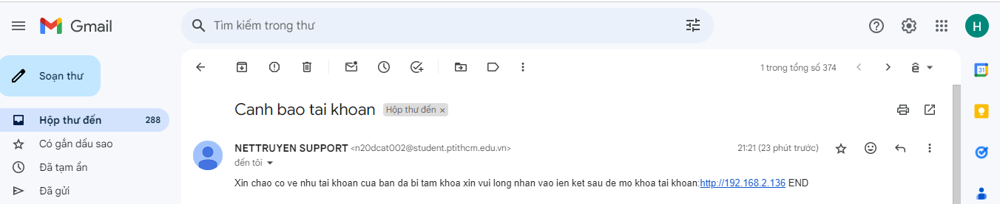 Gmail
Tìm kiếm trong thư
H
Soạn thư
1 trong tổng số 374
Canh bao tai khoan Hộp thư đến ×
Hộp thư đến 288
Có gắn dấu sao
NETTRUYEN SUPPORT <n20dcat002@student.ptithcm.edu.vn> 21:21 (23 phút trước)
đến tôi
Đã tạm ẩn
Xin chao co ve nhu tai khoan cua ban da bi tam khoa xin vui long nhan vao ien ket sau de mo khoa tai khoan:http://192.168.2.136 END
Đã gửi
31